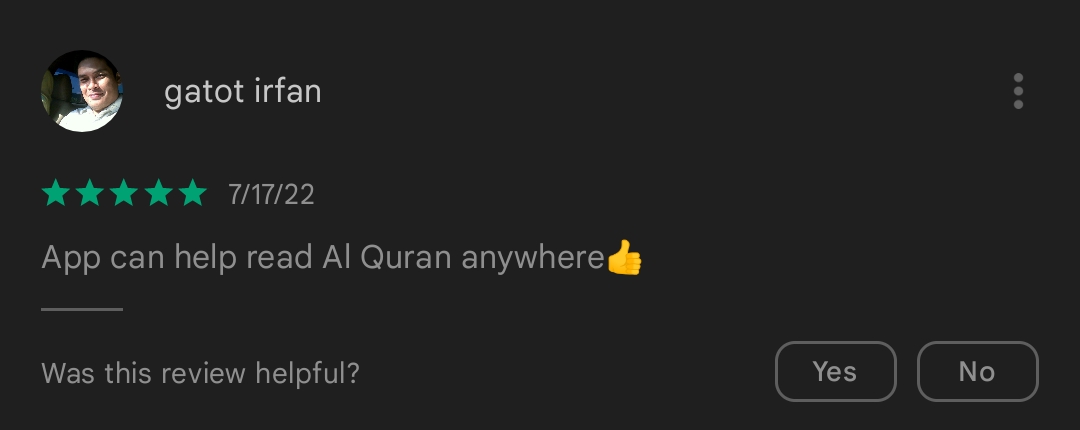 gatot irfan
7/17/22
App can help read Al Quran anywhere👍
Was this review helpful?
Yes
No